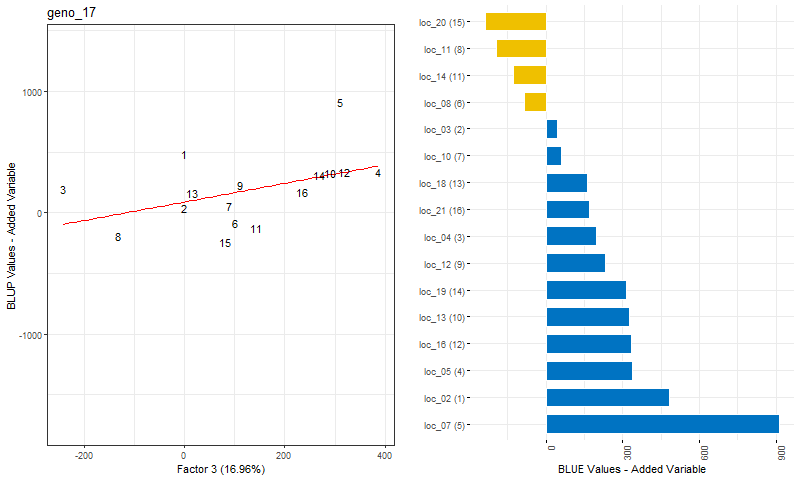 geno_17
BLUP Values - Added Variable
1000
0
-1000
5
1
3
4
14
10
12
9
13
16
2
7
6
11
8
15
-200
0
200
400
Factor 3 (16.96%)
loc_20 (15)
loc_11 (8)
loc_14 (11)
loc_08 (6)
loc_03 (2)
loc_10 (7)
loc_18 (13)
loc_21 (16)
loc_04 (3)
loc_12 (9)
loc_19 (14)
loc_13 (10)
loc_16 (12)
loc_05 (4)
loc_02 (1)
loc_07 (5)
0
300
600
900
BLUE Values - Added Variable